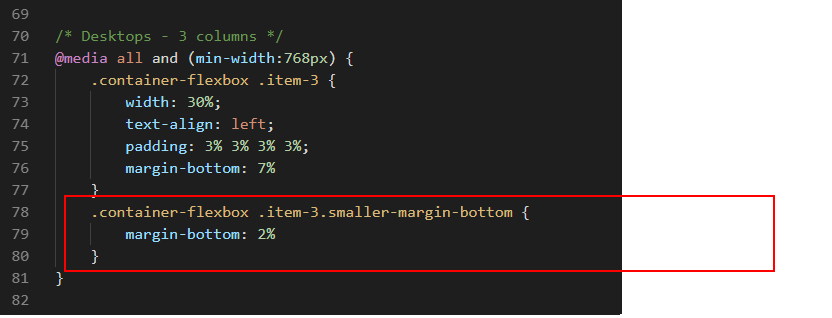 69
70 /* Desktops - 3 columns */
71 @media all and (min-width:768px) {
72 .container-flexbox .item-3 {
73 width: 30%;
74 text-align: left;
75 padding: 3% 3% 3% 3%;
76 margin-bottom: 7%
77 }
78 .container-flexbox .item-3.smaller-margin-bottom {
79 margin-bottom: 2%
80 }
81 }
82